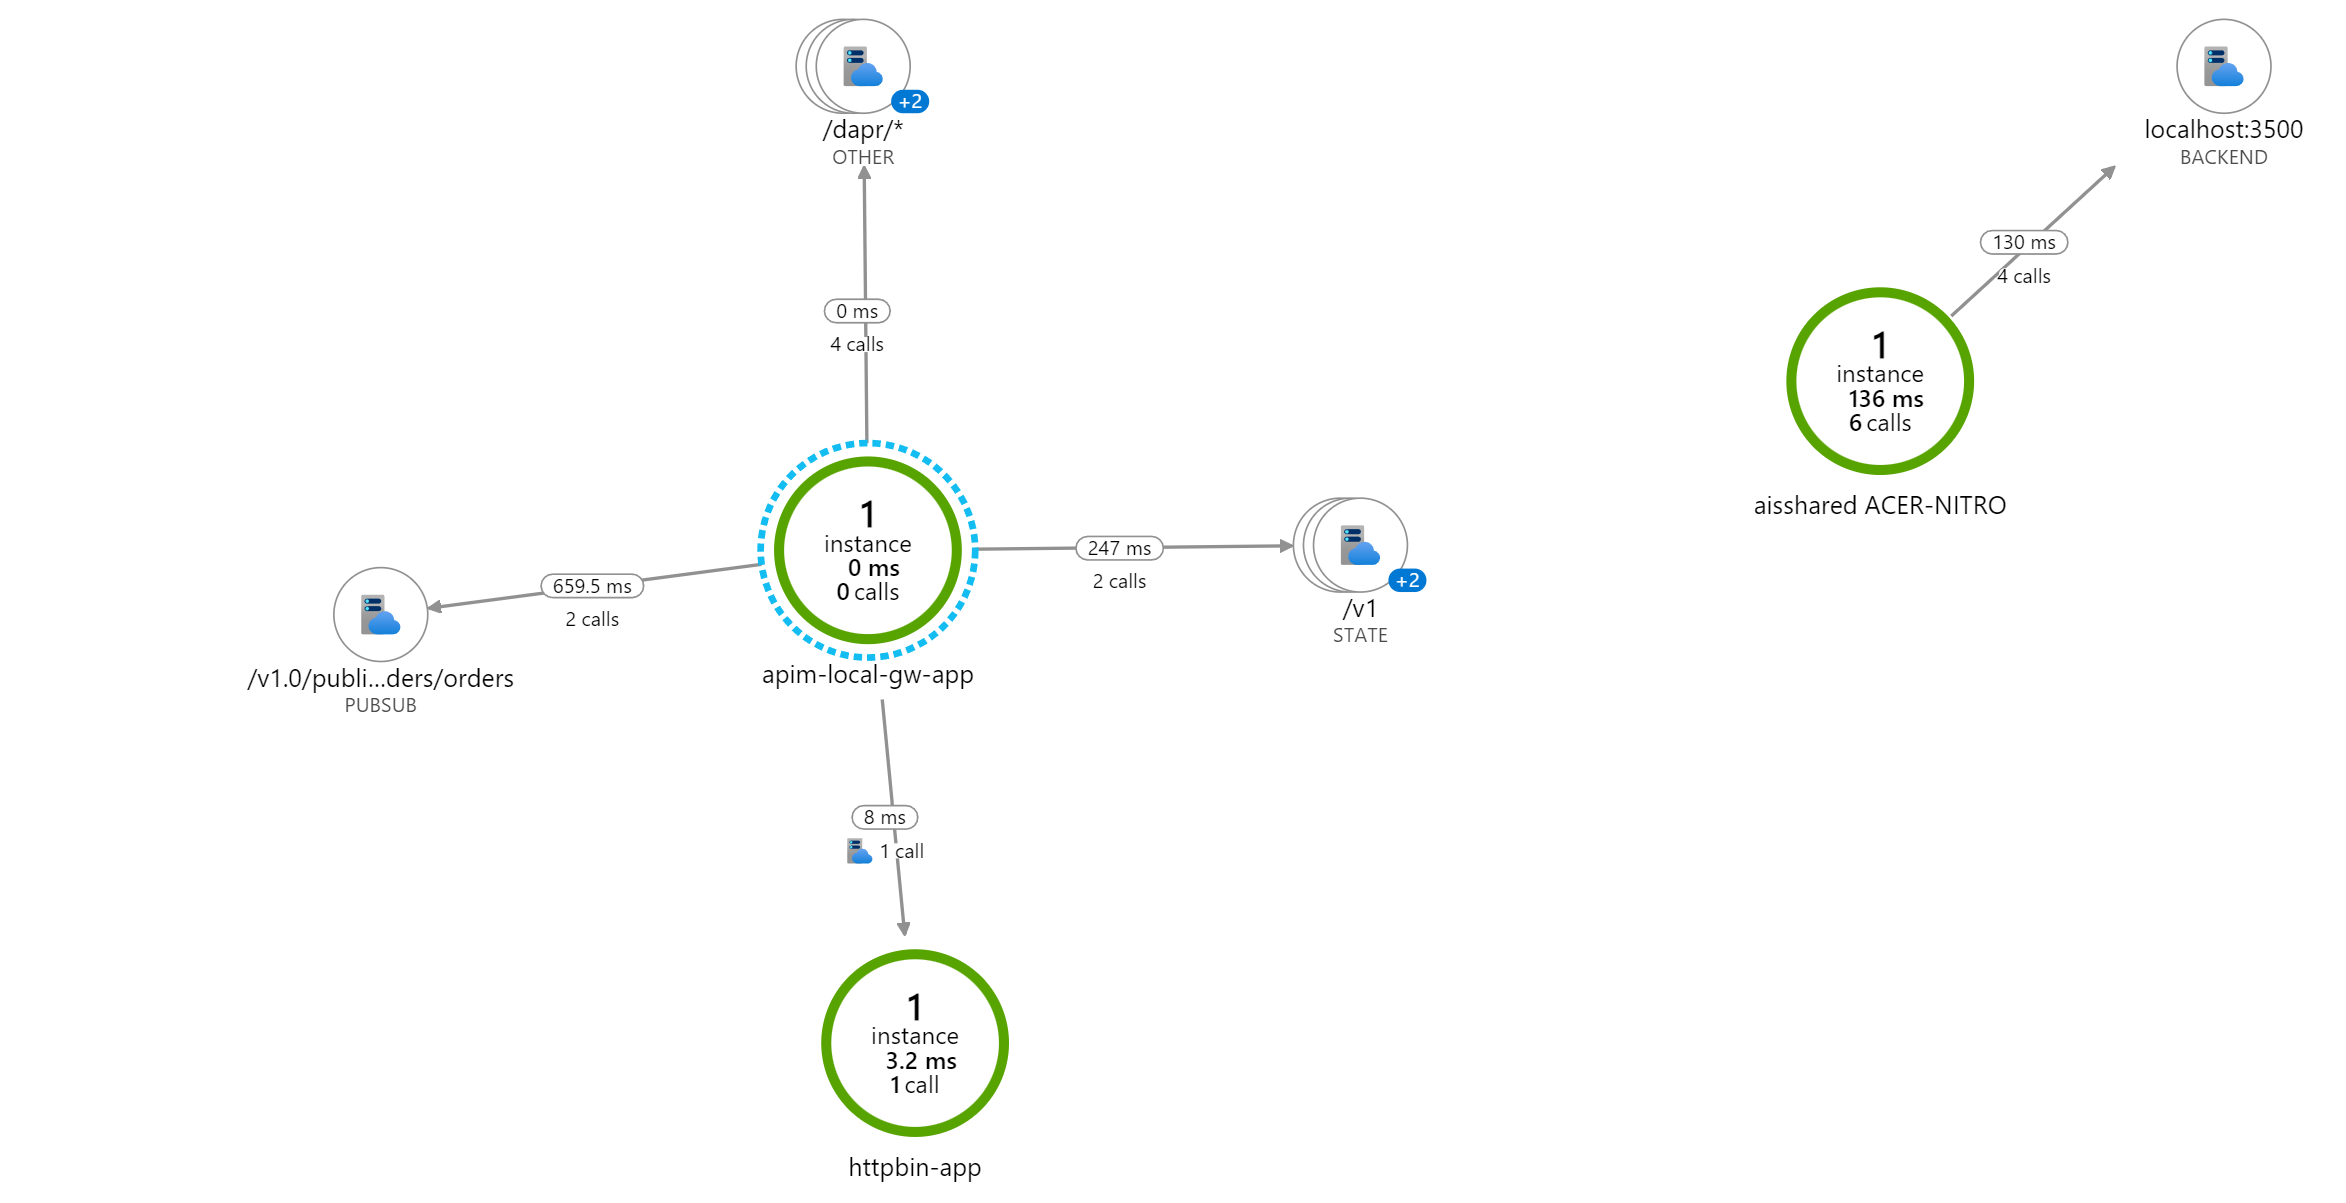 +2
/dapr/*
OTHER
0 ms
4 calls
localhost:3500
BACKEND
130 ms
4 calls
1
instance
136 ms
6 calls
aisshared ACER-NITRO
1
instance
0 ms
0 calls
apim-local-gw-app
247 ms
2 calls
+2
/v1
STATE
659.5 ms
2 calls
/v1.0/publi...ders/orders
PUBSUB
8 ms
1 call
1
instance
3.2 ms
1 call
httpbin-app